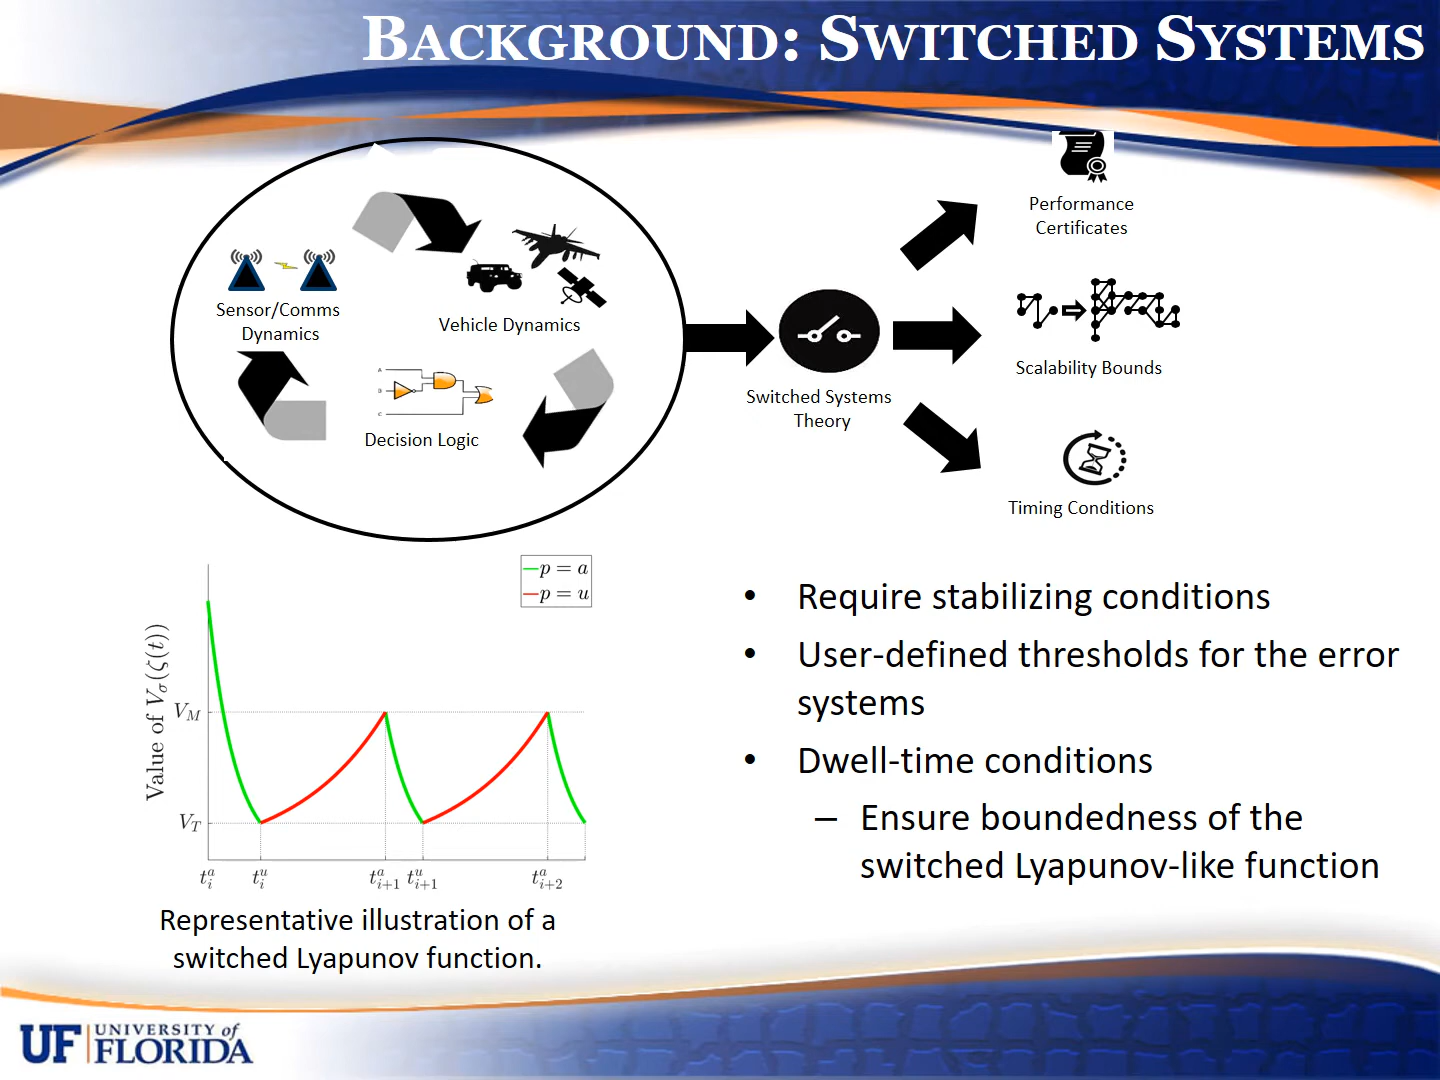 BACKGROUND: SWITCHED SYSTEMS
Sensor/Comms
Dynamics
Vehicle Dynamics
A
B
C
Decision Logic
Switched Systems
Theory
Performance
Certificates
Scalability Bounds
Timing Conditions
p = a
p = u
Value of V_σ(ζ(t))
V_M
V_T
t_i^a t_i^u t_{i+1}^a t_{i+1}^u t_{i+2}^a
Representative illustration of a
switched Lyapunov function.
• Require stabilizing conditions
• User-defined thresholds for the error
systems
• Dwell-time conditions
– Ensure boundedness of the
switched Lyapunov-like function
UF UNIVERSITY of
FLORIDA